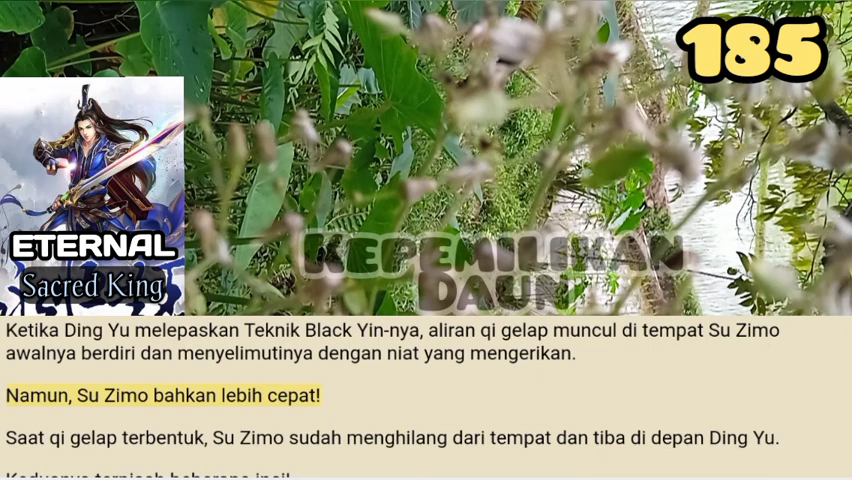 185
ETERNAL
Sacred King
KEPEMILIKAN
DAUN
Ketika Ding Yu melepaskan Teknik Black Yin-nya, aliran qi gelap muncul di tempat Su Zimo
awalnya berdiri dan menyelimutinya dengan niat yang mengerikan.
Namun, Su Zimo bahkan lebih cepat!
Saat qi gelap terbentuk, Su Zimo sudah menghilang dari tempat dan tiba di depan Ding Yu.